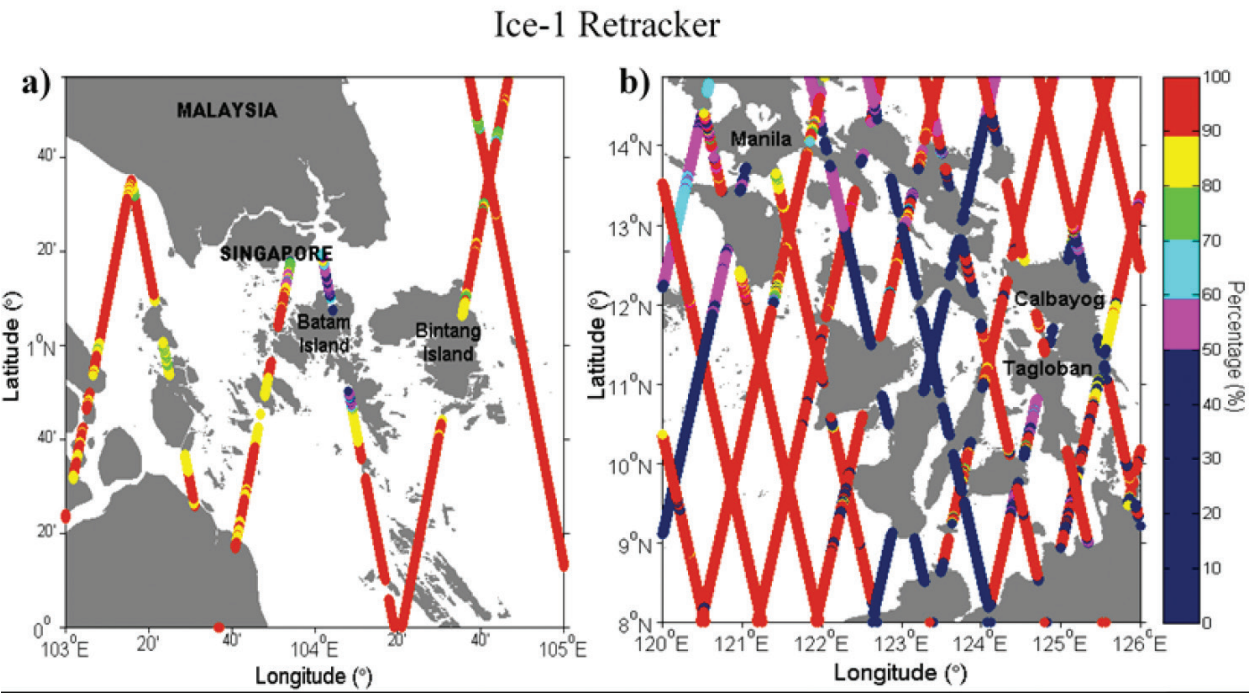 Ice-1 Retracker
a)
MALAYSIA
SINGAPORE
Batam
Island
Bintang
Island
40'
20'
1°N
40'
20'
0°
103°E
20'
40'
104°E
20'
40'
105°E
Latitude (°)
Longitude (°)
b)
Manila
Calbayog
Tagloban
14°N
13°N
12°N
11°N
10°N
9°N
8°N
120°E
121°E
122°E
123°E
124°E
125°E
126°E
Latitude (°)
Longitude (°)
100
90
80
70
60
50
40
30
20
10
0
Percentage (%)